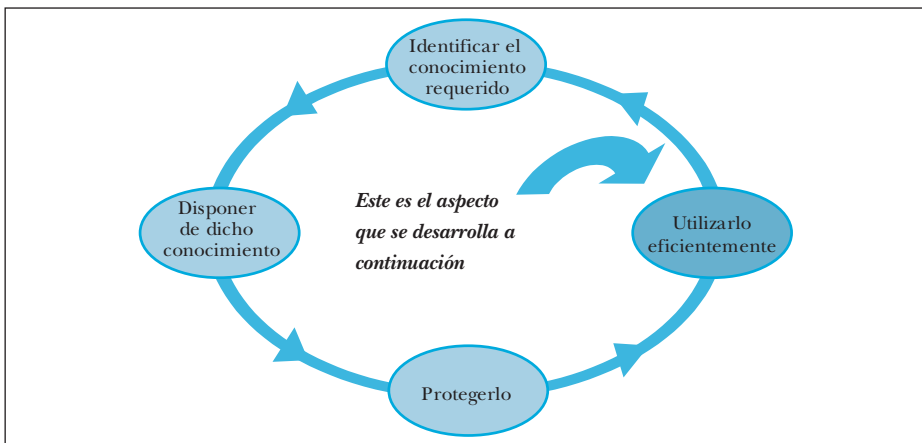 Identificar el
conocimiento
requerido
Disponer
de dicho
conocimiento
Este es el aspecto
que se desarrolla a
continuación
Utilizarlo
eficientemente
Protegerlo